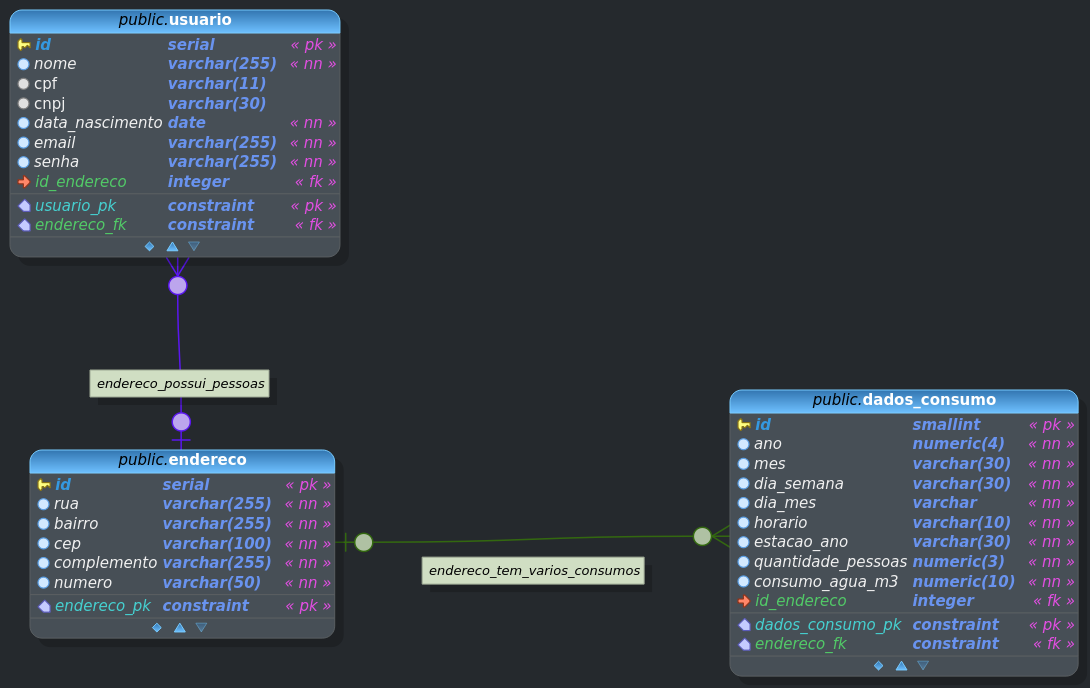 public.usuario
id serial « pk »
nome varchar(255) « nn »
cpf varchar(11)
cnpj varchar(30)
data_nascimento date « nn »
email varchar(255) « nn »
senha varchar(255) « nn »
id_endereco integer « fk »
usuario_pk constraint « pk »
endereco_fk constraint « fk »
endereco_possui_pessoas
public.endereco
id serial « pk »
rua varchar(255) « nn »
bairro varchar(255) « nn »
cep varchar(100) « nn »
complemento varchar(255) « nn »
numero varchar(50) « nn »
endereco_pk constraint « pk »
endereco_tem_varios_consumos
public.dados_consumo
id smallint « pk »
ano numeric(4) « nn »
mes varchar(30) « nn »
dia_semana varchar(30) « nn »
dia_mes varchar « nn »
horario varchar(10) « nn »
estacao_ano varchar(30) « nn »
quantidade_pessoas numeric(3) « nn »
consumo_agua_m3 numeric(10) « nn »
id_endereco integer « fk »
dados_consumo_pk constraint « pk »
endereco_fk constraint « fk »